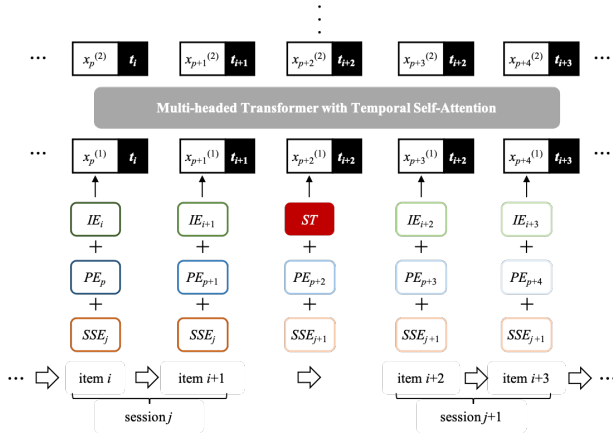 ⋮
... x_p^(2) t_i x_{p+1}^(2) t_{i+1} x_{p+2}^(2) t_{i+2} x_{p+3}^(2) t_{i+2} x_{p+4}^(2) t_{i+3} ...
Multi-headed Transformer with Temporal Self-Attention
... x_p^(1) t_i x_{p+1}^(1) t_{i+1} x_{p+2}^(1) t_{i+2} x_{p+3}^(1) t_{i+2} x_{p+4}^(1) t_{i+3} ...
IE_i IE_{i+1} ST IE_{i+2} IE_{i+3}
+ + + + +
PE_p PE_{p+1} PE_{p+2} PE_{p+3} PE_{p+4}
+ + + + +
SSE_j SSE_j SSE_{j+1} SSE_{j+1} SSE_{j+1}
... item i item i+1 item i+2 item i+3 ...
session j session j+1